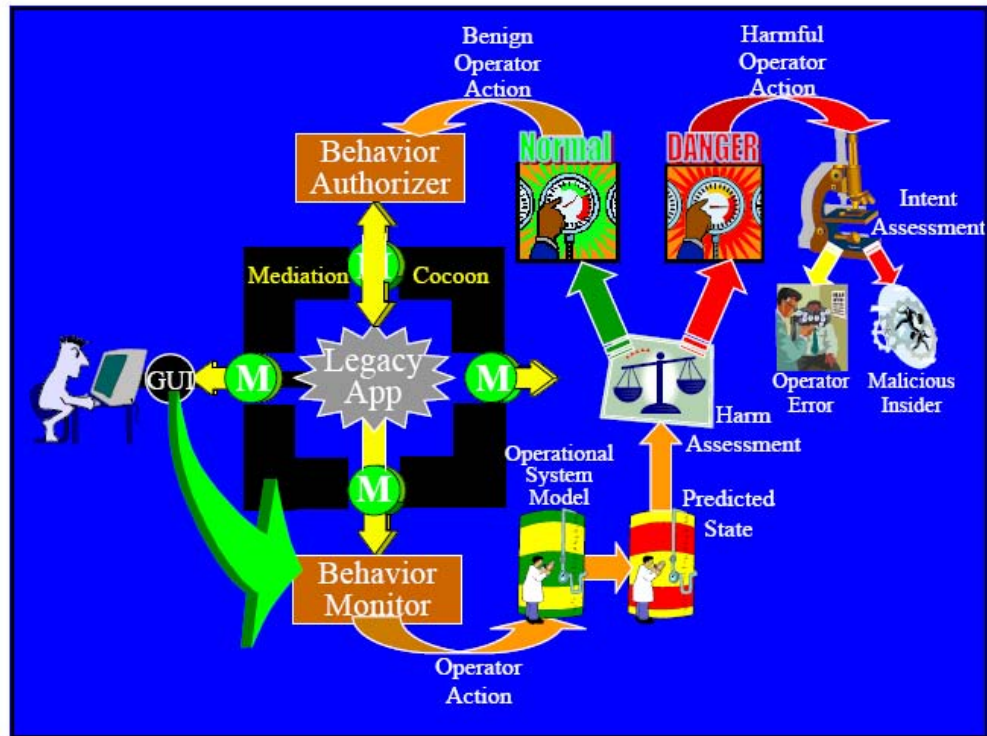 Benign
Operator
Action
Harmful
Operator
Action
Behavior
Authorizer
Normal
DANGER
Intent
Assessment
Mediation
M
Cocoon
GUI
M
Legacy
App
M
Operator
Error
Malicious
Insider
Harm
Assessment
M
Operational
System
Model
Predicted
State
Behavior
Monitor
Operator
Action